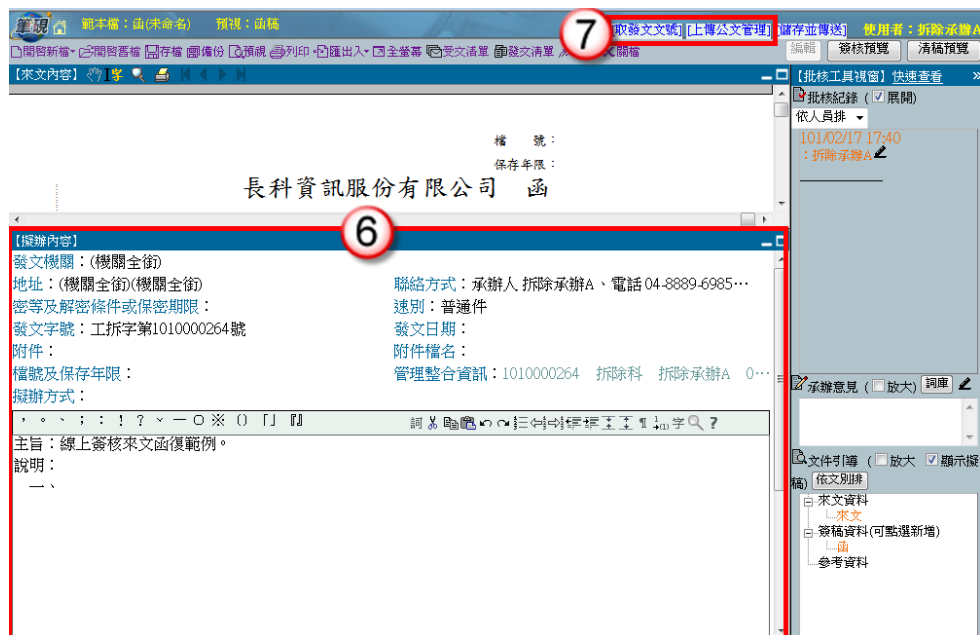 筆硯 範本檔：函(未命名) 預視：函稿
7
取發文文號] [上傳公文管理] [儲存並傳送] 使用者：拆除承辦A
開啓新檔 開啓舊檔 存檔 備份 預視 列印 匯出入 全螢幕 受文清單 發文清單 關檔
編輯 簽核預覽 清稿預覽
【來文內容】
檔 號：
保存年限：
長科資訊服份有限公司 函
6
【擬辦內容】
發文機關：(機關全銜)
地址：(機關全銜)(機關全銜) 聯絡方式：承辦人 拆除承辦A、電話 04-8889-6985…
密等及解密條件或保密期限： 速別：普通件
發文字號：工拆字第1010000264號 發文日期：
附件： 附件檔名：
檔號及保存年限： 管理整合資訊：1010000264 拆除科 拆除承辦A 0…
擬辦方式：
，。、；：！？﹀—○※（）「」『』 詞 字 ?
主旨：線上簽核來文函復範例。
說明：
一、
【批核工具視窗】快速查看 »
批核紀錄 ( 展開)
依人員排
101/02/17 17:40
：拆除承辦A
承辦意見 ( 放大) 詞庫
文件引導 ( 放大 顯示擬
稿) 依文別排
來文資料
來文
簽稿資料(可點選新增)
函
參考資料